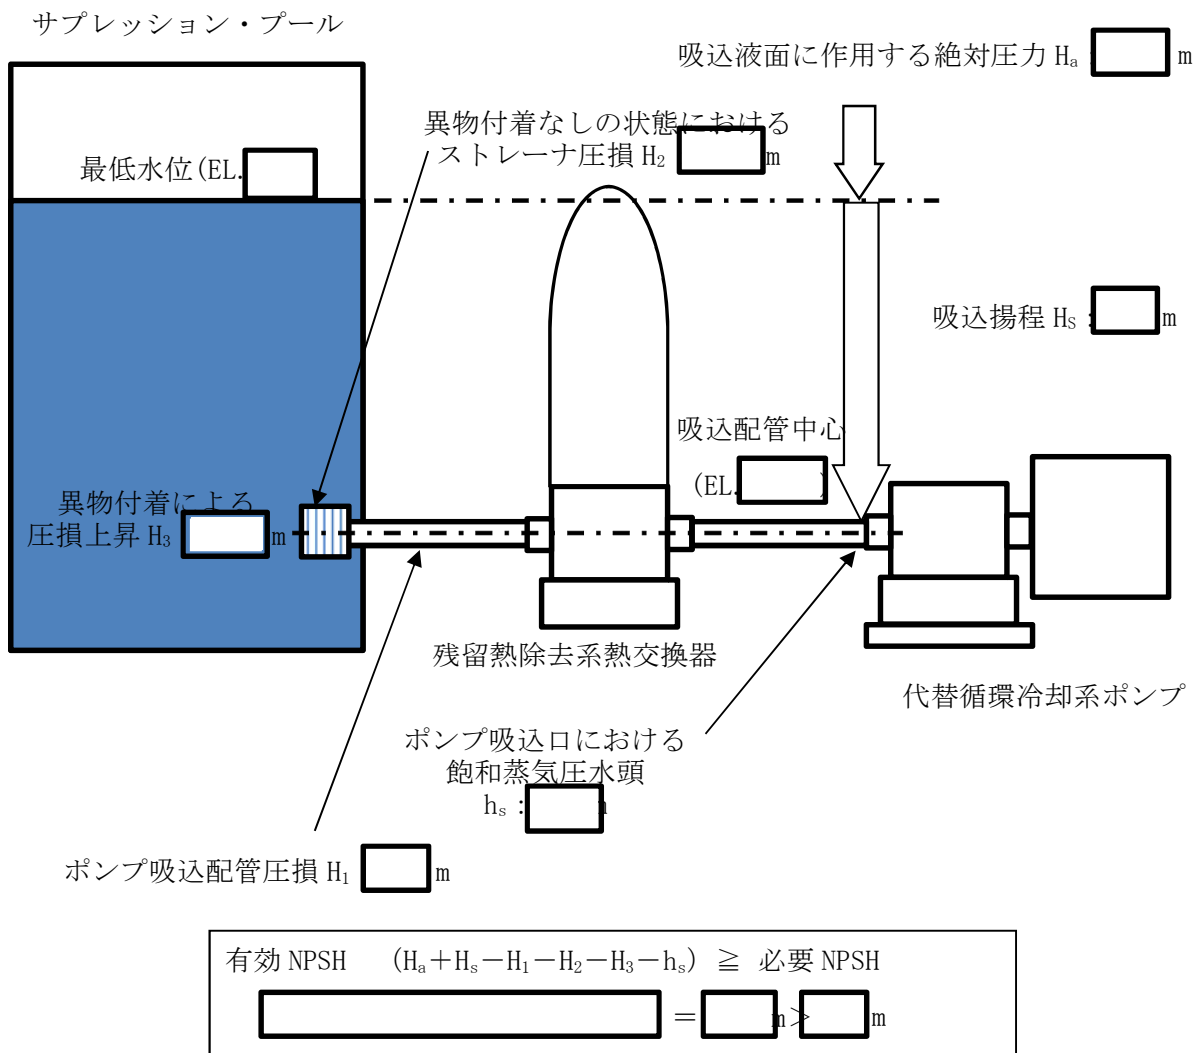 サプレッション・プール
吸込液面に作用する絶対圧力 Ha : m
異物付着なしの状態における
ストレーナ圧損 H2 m
最低水位(EL.
吸込揚程 HS : m
吸込配管中心
(EL. )
異物付着による
圧損上昇 H3 m
残留熱除去系熱交換器
代替循環冷却系ポンプ
ポンプ吸込口における
飽和蒸気圧水頭
hs :
ポンプ吸込配管圧損 H1 m
有効 NPSH (Ha+Hs-H1-H2-H3-hs) ≧ 必要 NPSH
= m> m